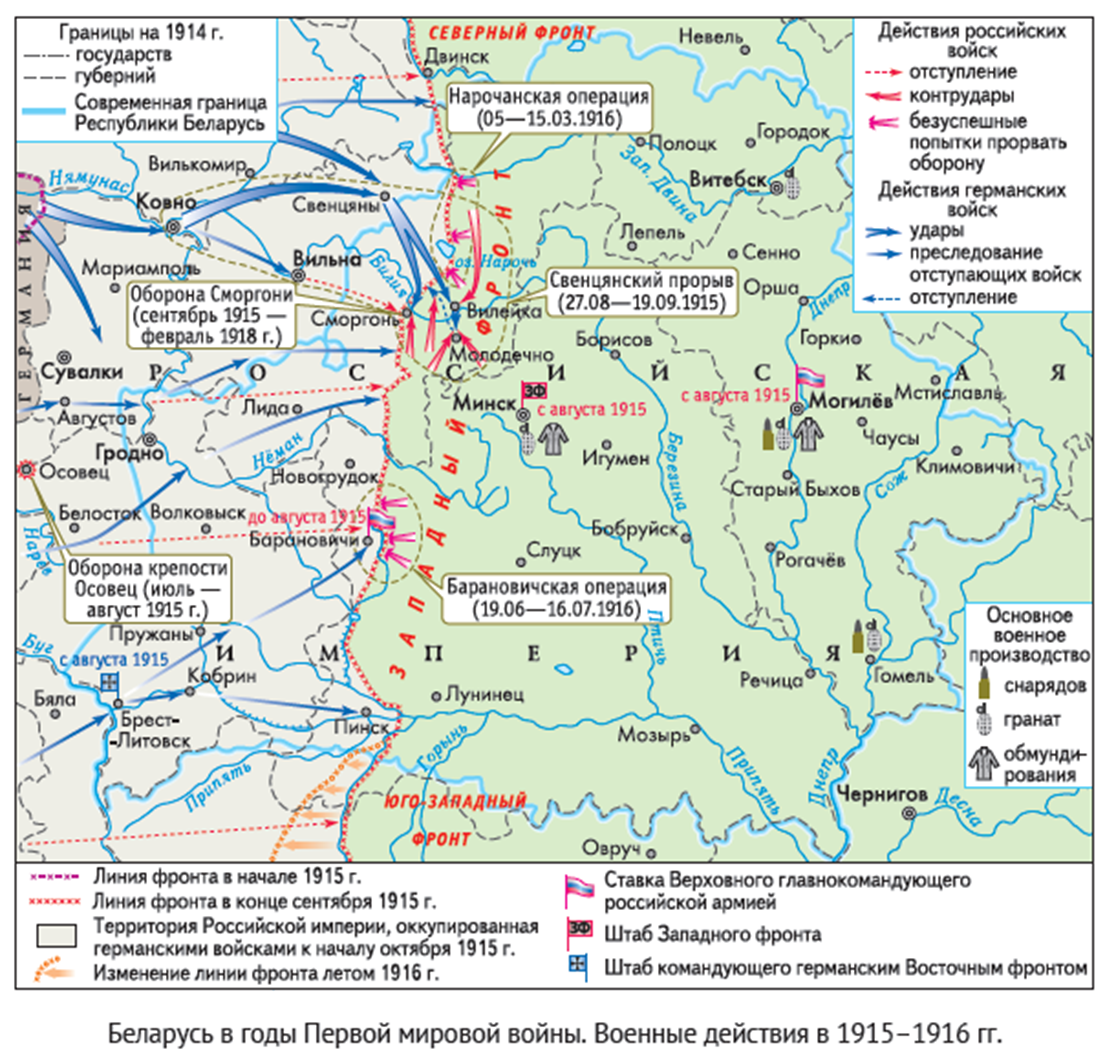 Границы на 1914 г.
государств
губерний
Современная граница
Республики Беларусь
СЕВЕРНЫЙ ФРОНТ
Двинск
Невель
Действия российских
войск
отступление
контрудары
безуспешные
попытки прорвать
оборону
Действия германских
войск
удары
преследование
отступающих войск
отступление
Нарочанская операция
(05—15.03.1916)
Полоцк
Городок
Зап. Двина
Витебск
Вилькомир
Нямунас
Ковно
Свенцяны
Лепель
Сенно
Вильна
Мариамполь
Билия
оз. Нарочь
Свенцянский прорыв
(27.08—19.09.1915)
Орша
Днепр
Оборона Сморгони
(сентябрь 1915 —
февраль 1918 г.)
Сморгонь
Вилейка
Молодечно
Борисов
Горки
ГЕРМАНИЯ
Сувалки
РОССИЙСКАЯ
Мстиславль
Августов
Лида
Минск
с августа 1915
с августа 1915
Могилёв
Чаусы
Гродно
Нёман
Игумен
Березина
Климовичи
Осовец
Новогрудок
Старый Быхов
Сож
Белосток
Волковыск
до августа 1915
Барановичи
Бобруйск
Нарев
Слуцк
Рогачёв
ЗАПАДНЫЙ ФРОНТ
Оборона крепости
Осовец (июль —
август 1915 г.)
Барановичская операция
(19.06—16.07.1916)
Пружаны
Птичь
Буг
с августа 1915
ИМПЕРИЯ
Кобрин
Речица
Гомель
Бяла
Лунинец
Брест-
-Литовск
Пинск
Мозырь
Основное
военное
производство
снарядов
гранат
обмунди-
рования
Горынь
Припять
Припять
Днепр
Чернигов
Десна
ЮГО-ЗАПАДНЫЙ
ФРОНТ
Овруч
Линия фронта в начале 1915 г.
Линия фронта в конце сентября 1915 г.
Территория Российской империи, оккупированная
германскими войсками к началу октября 1915 г.
Изменение линии фронта летом 1916 г.
Ставка Верховного главнокомандующего
российской армией
ЗФ
ЗФ
Штаб Западного фронта
Штаб командующего германским Восточным фронтом
Беларусь в годы Первой мировой войны. Военные действия в 1915–1916 гг.